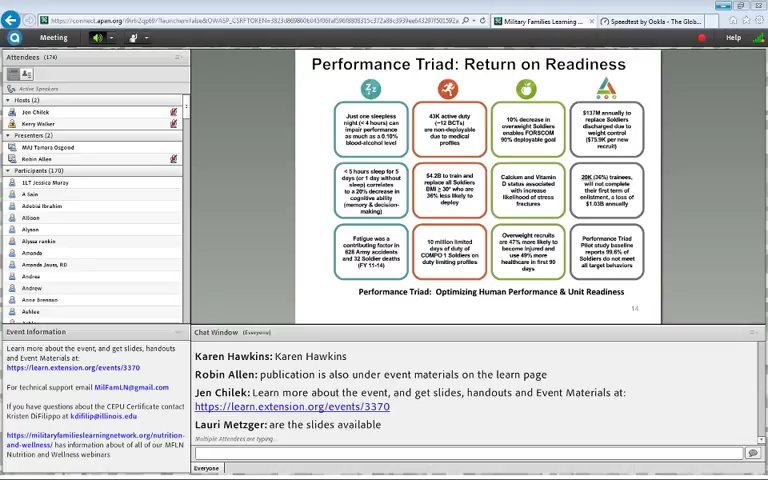 Military Families Learning ...
Speedtest by Ookla - The Globa...
Meeting
Help
Attendees (174)
Active Speakers
Hosts (2)
Jen Chilek
Kerry Walker
Presenters (2)
MAJ Tamara Osgood
Robin Allen
Participants (170)
1LT Jessica Muray
A Sain
Adebisi Ibrahim
Allison
Alyson
Alyssa rankin
Amanda
Amanda Jaura, RD
Andrea
Andrew
Anne Brennon
Ashlee
Performance Triad: Return on Readiness
Just one sleepless
night (< 4 hours) can
impair performance
as much as a 0.10%
blood-alcohol level
43K active duty
(~12 BCTs)
are non-deployable
due to medical
profiles
10% decrease in
overweight Soldiers
enables FORSCOM
90% deployable goal
$137M annually to
replace Soldiers
discharged due to
weight control
($75.9K per new
recruit)
< 5 hours sleep for 5
days (or 1 day without
sleep) correlates
to a 20% decrease in
cognitive ability
(memory & decision-
making)
$4.2B to train and
replace all Soldiers
BMI ≥ 30* who are
36% less likely to
deploy
Calcium and Vitamin
D status associated
with increase
likelihood of stress
fractures
20K (36%) trainees,
will not complete
their first term of
enlistment, a loss of
$1.03B annually
Fatigue was a
contributing factor in
628 Army accidents
and 32 Soldier deaths
(FY 11-14)
10 million limited
days of duty of
COMPO 1 Soldiers on
duty limiting profiles
Overweight recruits
are 47% more likely to
become injured and
use 49% more
healthcare in first 90
days
Performance Triad
Pilot study baseline
reports 99.6% of
Soldiers do not meet
all target behaviors
Performance Triad: Optimizing Human Performance & Unit Readiness
14
Event Information
Learn more about the event, and get slides, handouts
and Event Materials at:
https://learn.extension.org/events/3370
For technical support email MilFamLN@gmail.com
If you have questions about the CEPU Certificate contact
Kristen DiFilippo at kdifilip@illinois.edu
https://militaryfamilieslearningnetwork.org/nutrition-
and-wellness/ has information about of all of our MFLN
Nutrition and Wellness webinars
Chat Window (Everyone)
Karen Hawkins: Karen Hawkins
Robin Allen: publication is also under event materials on the learn page
Jen Chilek: Learn more about the event, and get slides, handouts and Event Materials at:
https://learn.extension.org/events/3370
Lauri Metzger: are the slides available
Multiple Attendees are typing...
Everyone